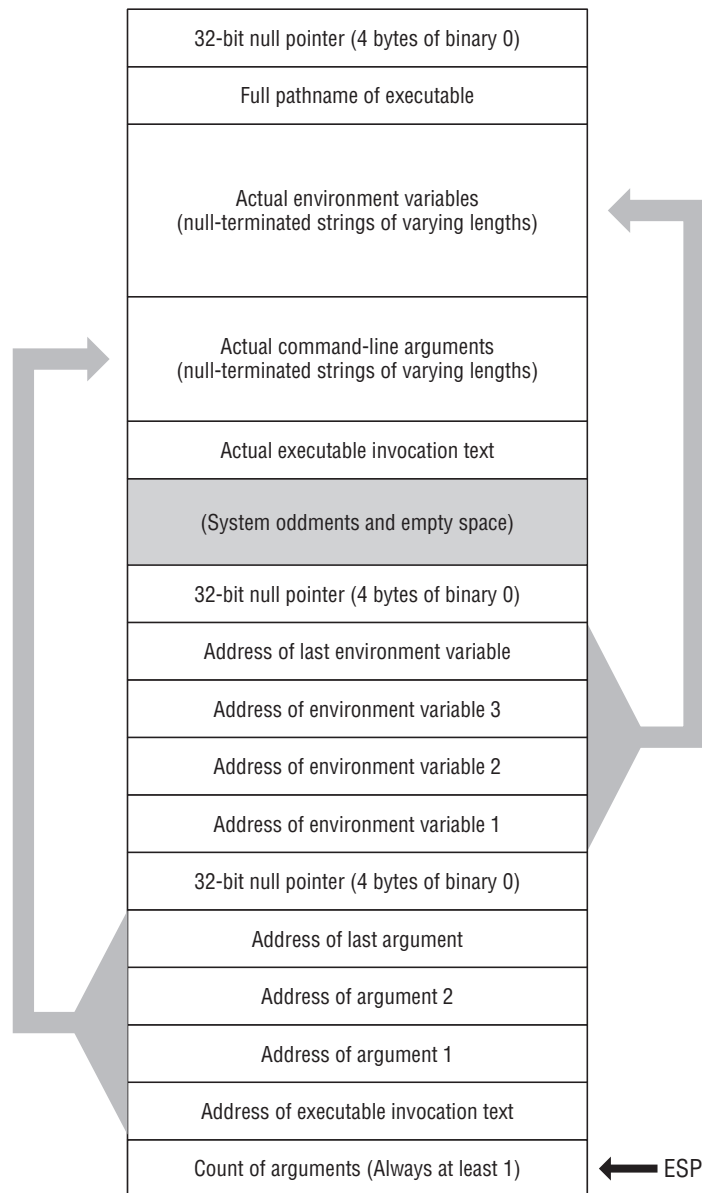 32-bit null pointer (4 bytes of binary 0)
Full pathname of executable
Actual environment variables
(null-terminated strings of varying lengths)
Actual command-line arguments
(null-terminated strings of varying lengths)
Actual executable invocation text
(System oddments and empty space)
32-bit null pointer (4 bytes of binary 0)
Address of last environment variable
Address of environment variable 3
Address of environment variable 2
Address of environment variable 1
32-bit null pointer (4 bytes of binary 0)
Address of last argument
Address of argument 2
Address of argument 1
Address of executable invocation text
Count of arguments (Always at least 1)
ESP